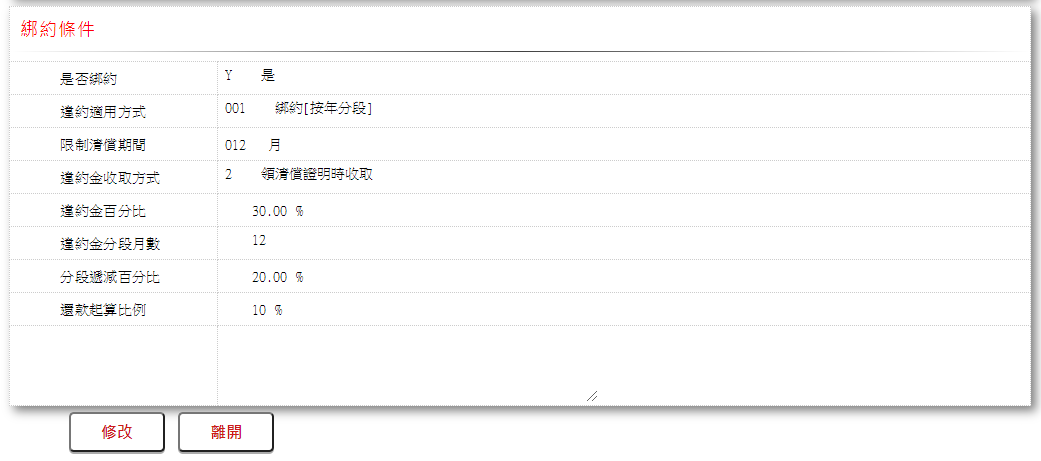 綁約條件
是否綁約 Y 是
違約適用方式 001 綁約[按年分段]
限制清償期間 012 月
違約金收取方式 2 領清償證明時收取
違約金百分比 30.00 %
違約金分段月數 12
分段遞減百分比 20.00 %
還款起算比例 10 %
修改 離開